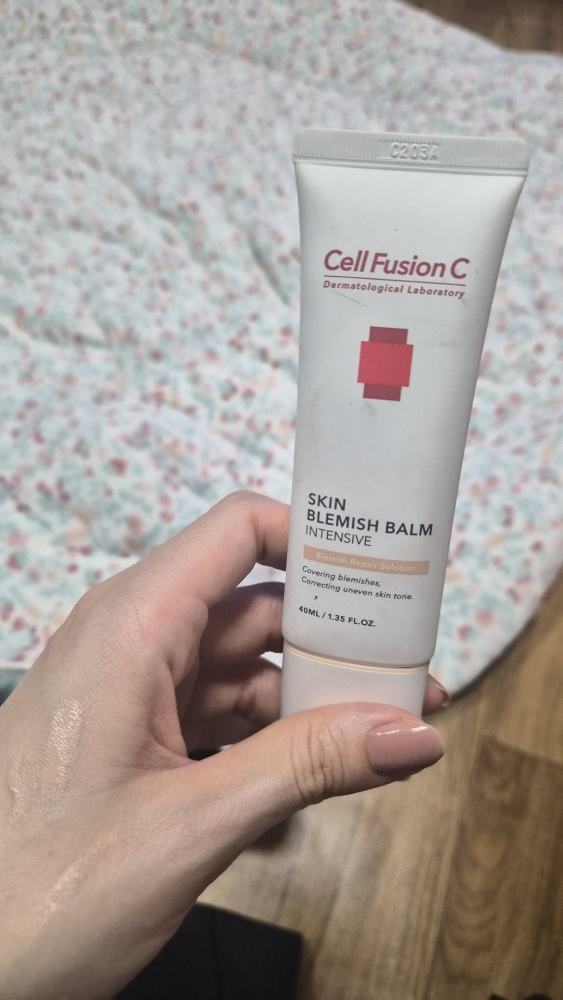 C203A
Cell Fusion C
Dermatological Laboratory
SKIN
BLEMISH BALM
INTENSIVE
Blemish Repair Solution
Covering blemishes,
Correcting uneven skin tone.
40ML / 1.35 FL.OZ.